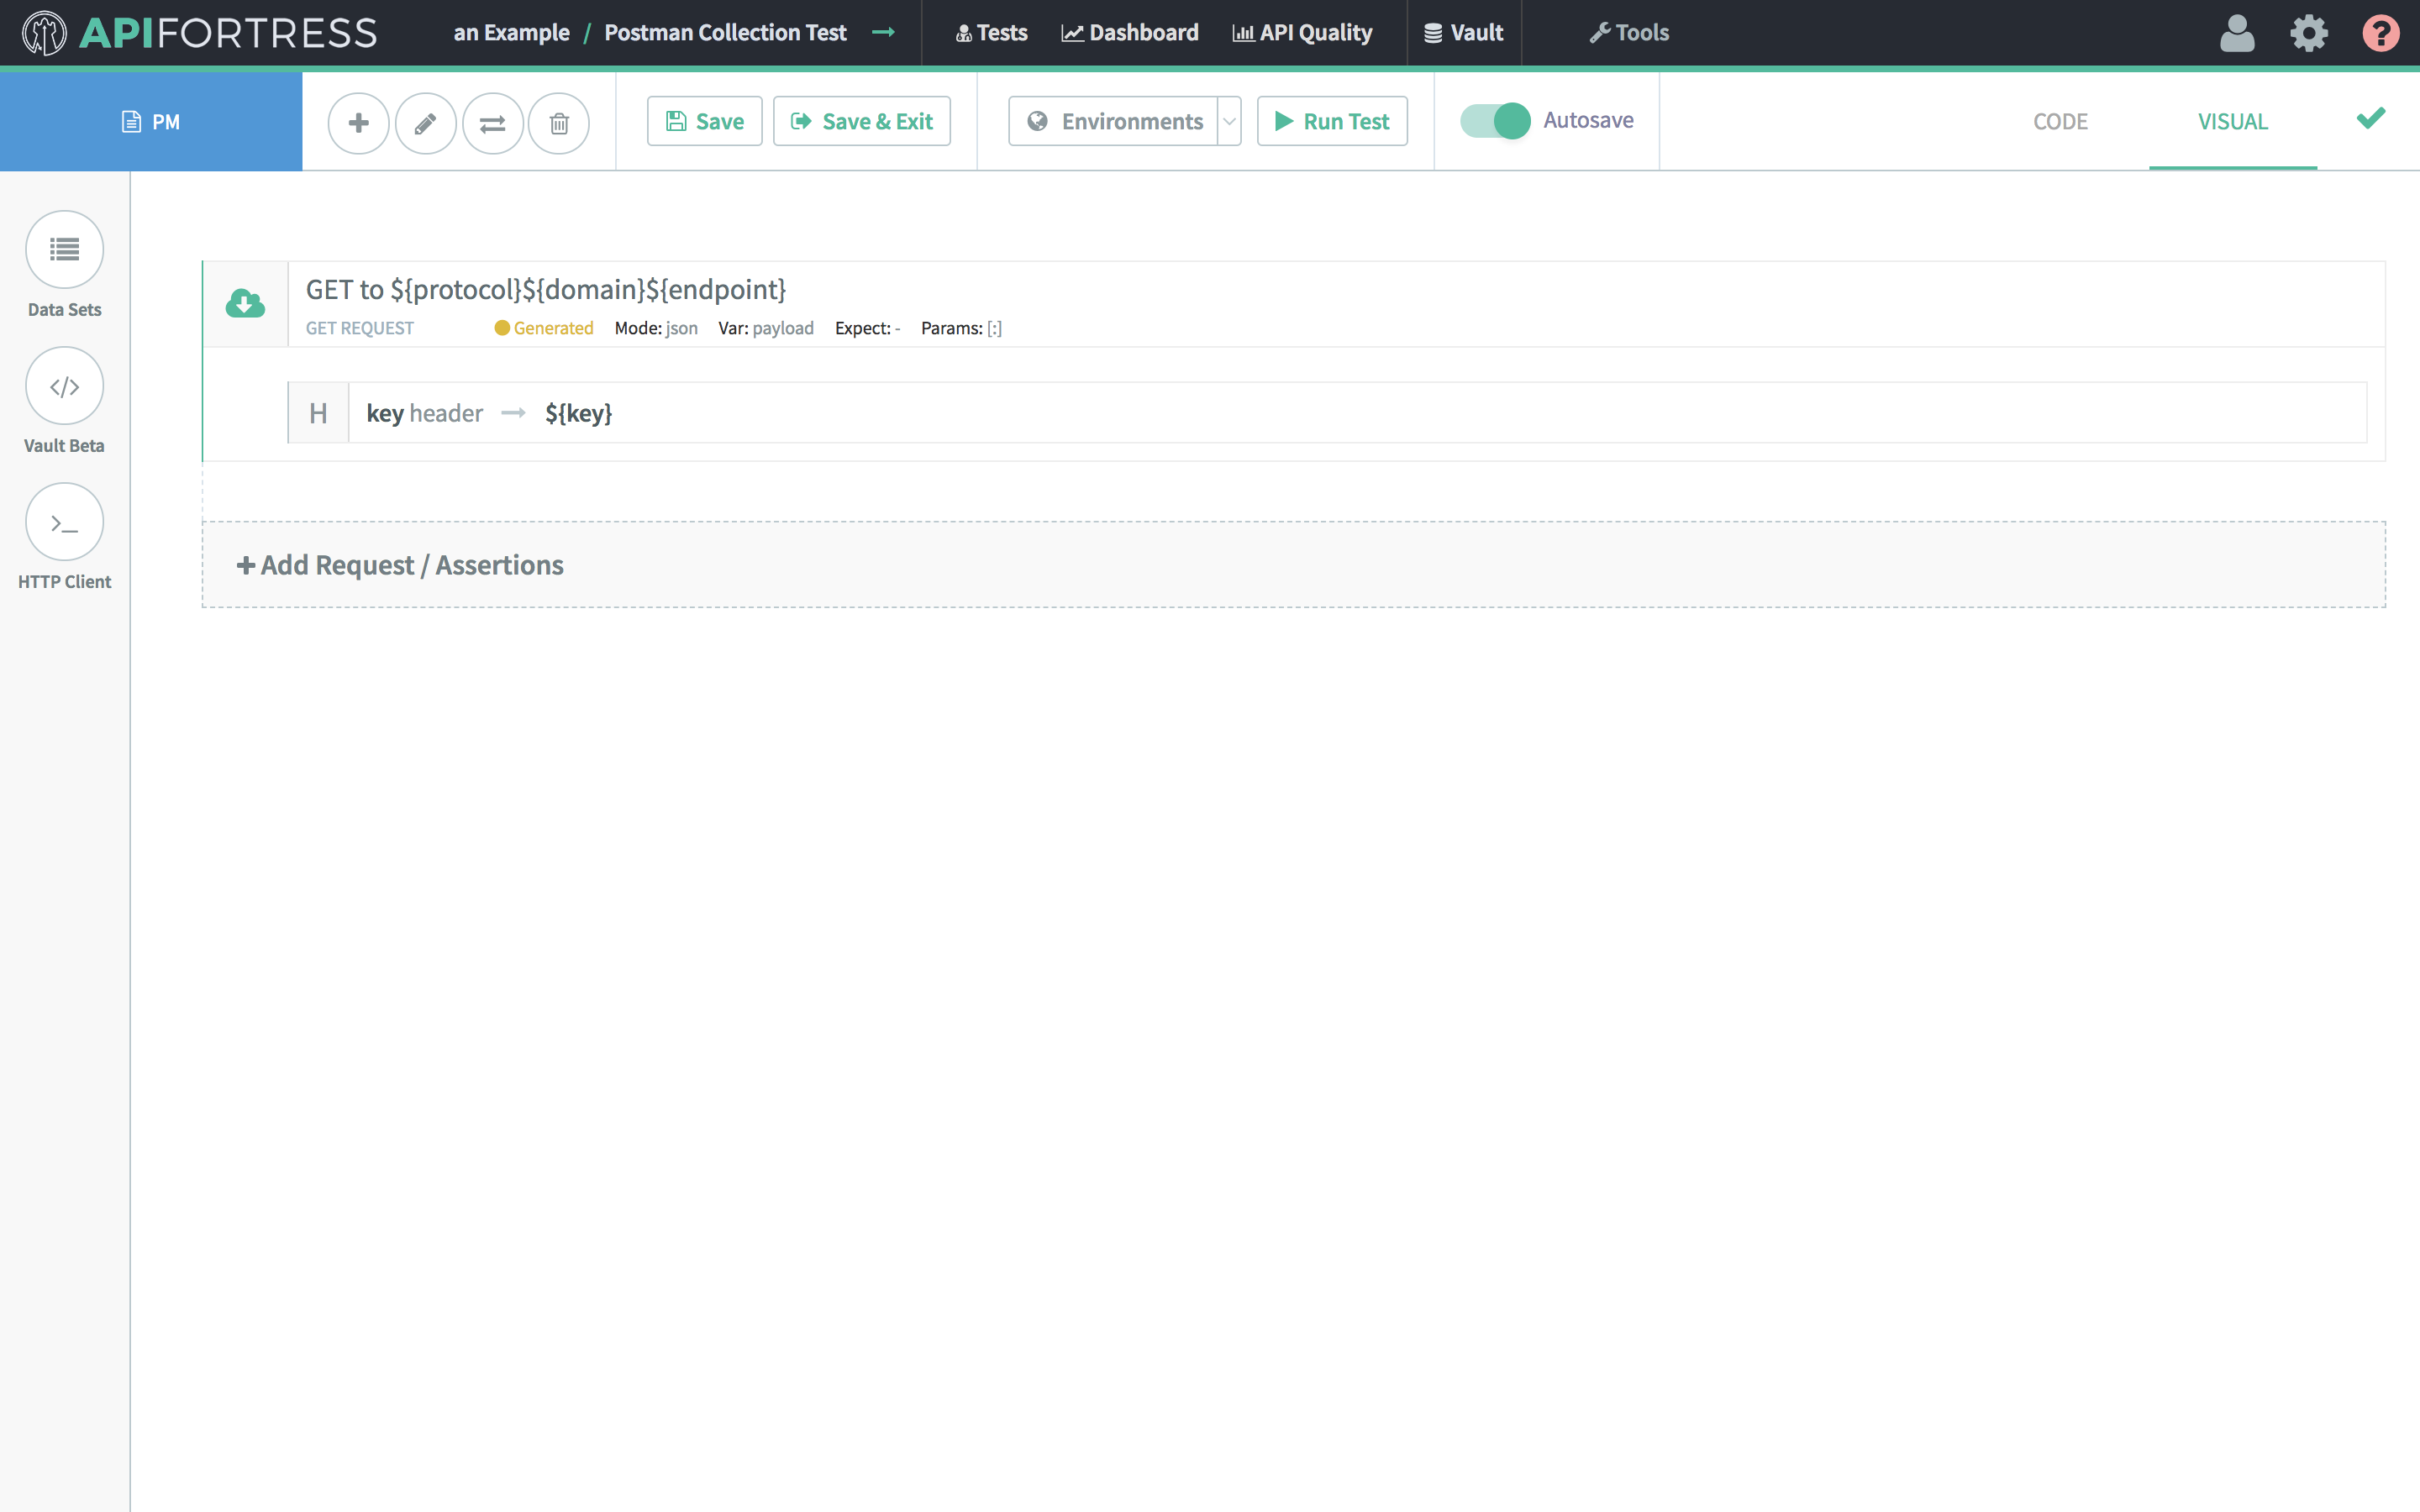 APIFORTRESS
an Example / Postman Collection Test →
Tests
Dashboard
API Quality
Vault
Tools
?
PM
Save
Save & Exit
Environments
Run Test
Autosave
CODE
VISUAL
Data Sets
</>
Vault Beta
>_
HTTP Client
GET to ${protocol}${domain}${endpoint}
GET REQUEST Generated Mode: json Var: payload Expect: - Params: [:]
H key header → ${key}
+ Add Request / Assertions